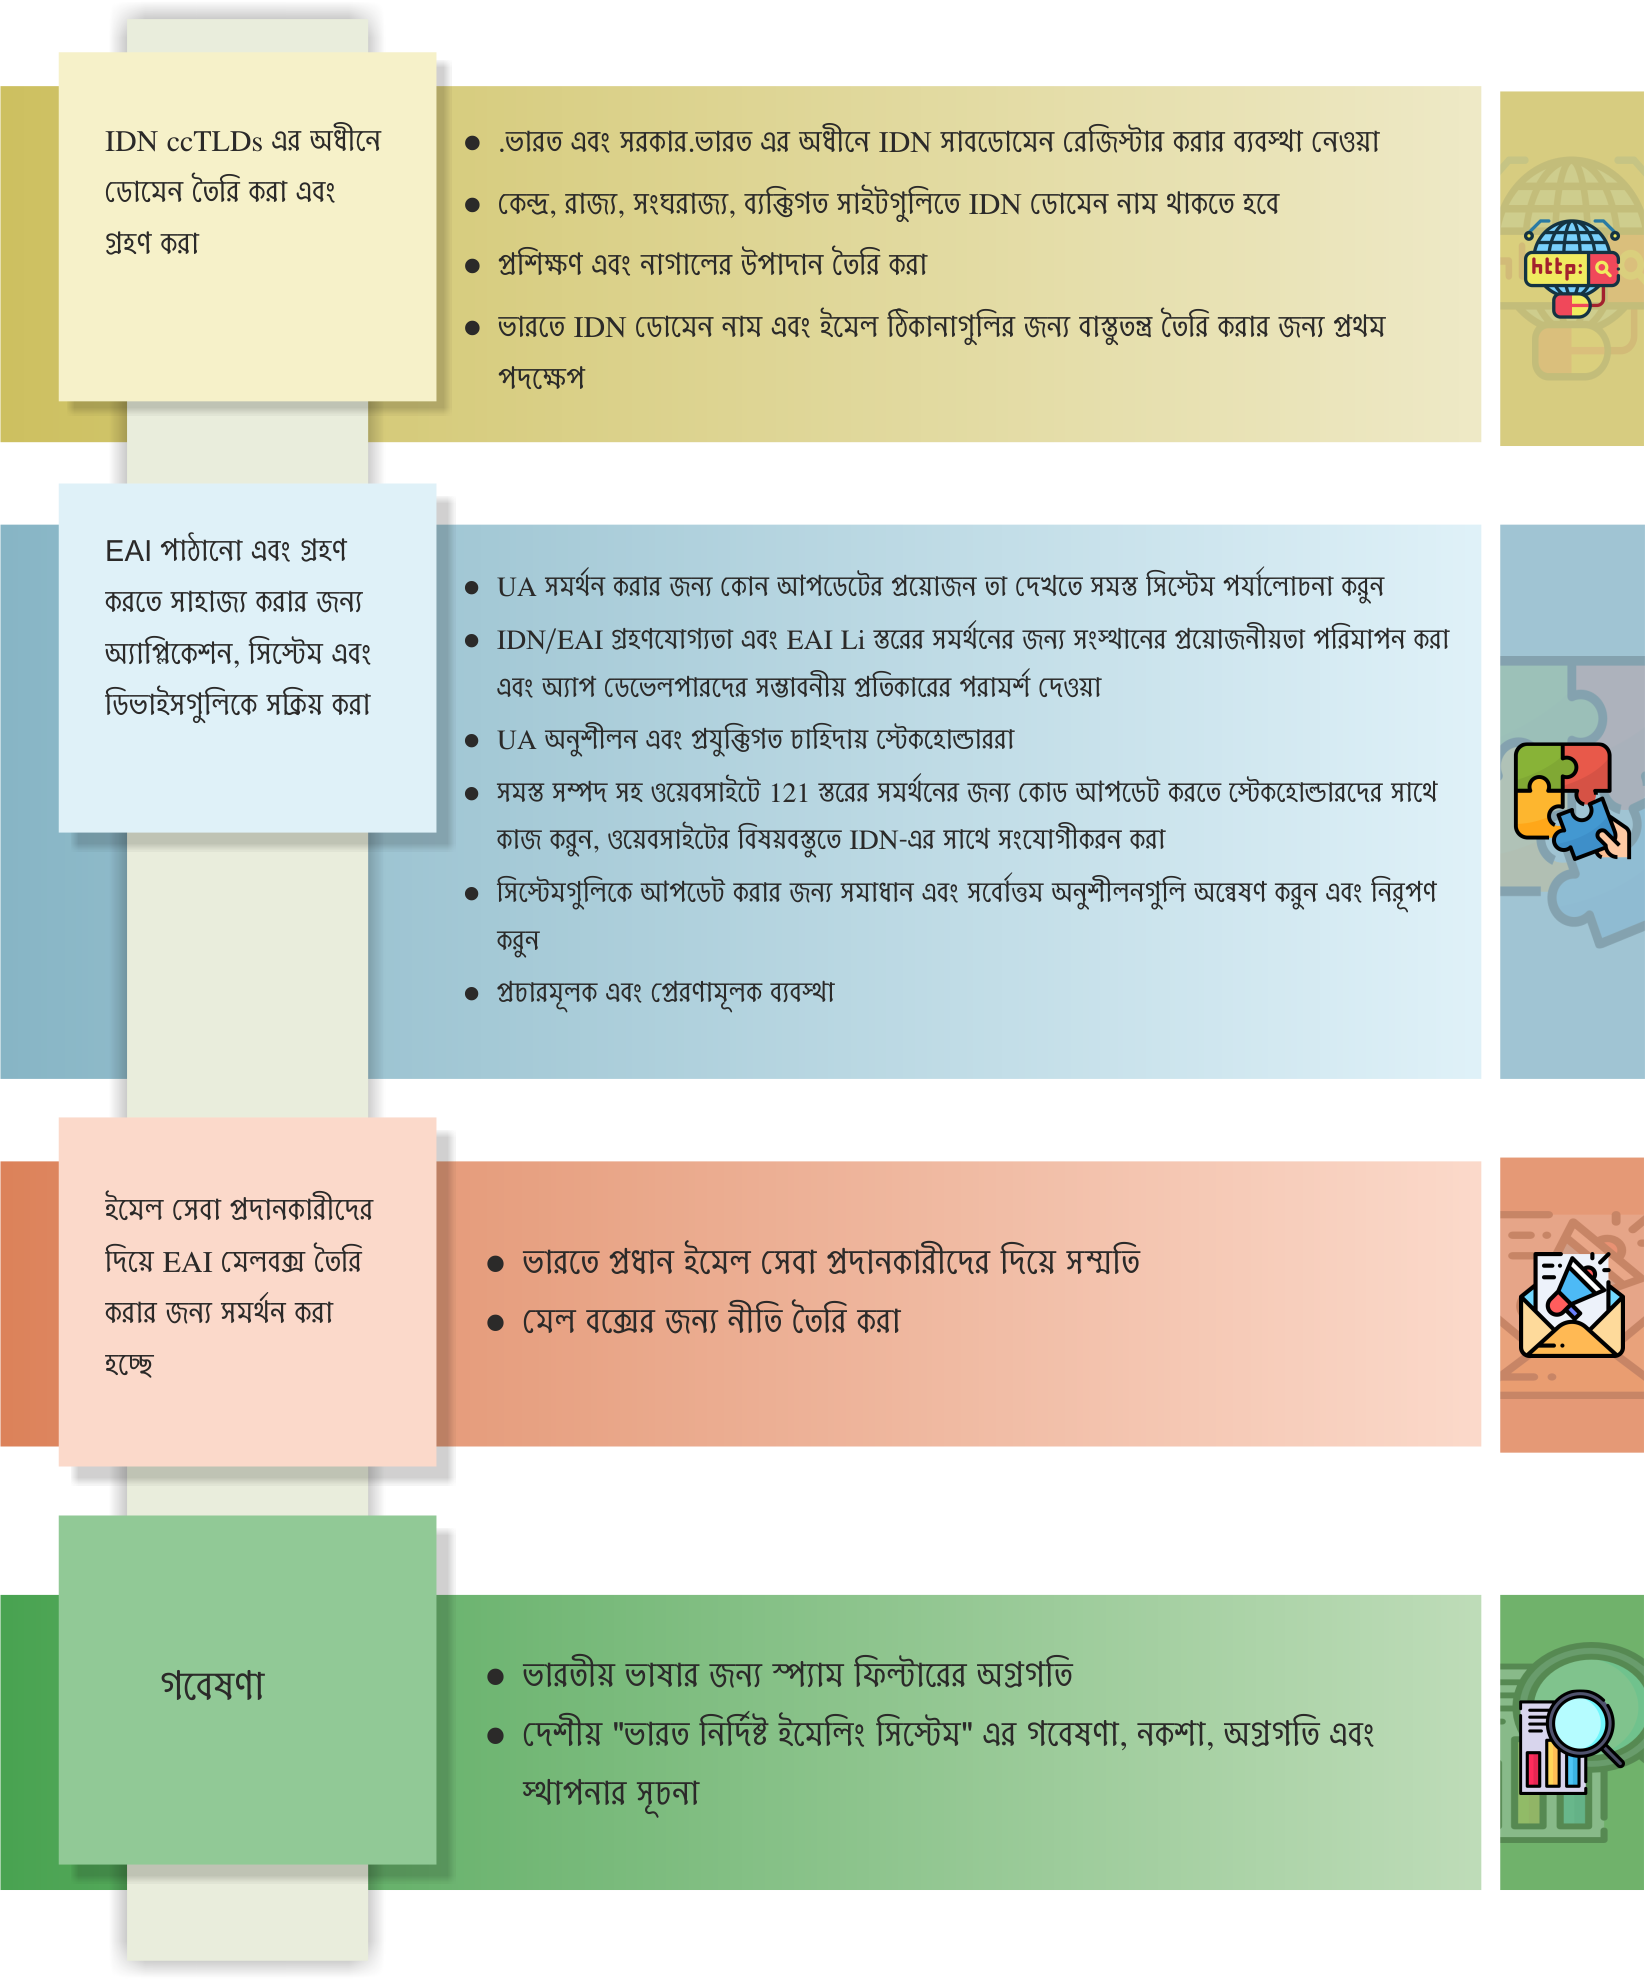 IDN ccTLDs এর অধীনে
ডোমেন তৈরি করা এবং
গ্রহণ করা
● .ভারত এবং সরকার.ভারত এর অধীনে IDN সাবডোমেন রেজিস্টার করার ব্যবস্থা নেওয়া
● কেন্দ্র, রাজ্য, সংঘরাজ্য, ব্যক্তিগত সাইটগুলিতে IDN ডোমেন নাম থাকতে হবে
● প্রশিক্ষণ এবং নাগালের উপাদান তৈরি করা
● ভারতে IDN ডোমেন নাম এবং ইমেল ঠিকানাগুলির জন্য বাস্তুতন্ত্র তৈরি করার জন্য প্রথম
পদক্ষেপ
http:
EAI পাঠানো এবং গ্রহণ
করতে সাহাজ্য করার জন্য
অ্যাপ্লিকেশন, সিস্টেম এবং
ডিভাইসগুলিকে সক্রিয় করা
● UA সমর্থন করার জন্য কোন আপডেটের প্রয়োজন তা দেখতে সমস্ত সিস্টেম পর্যালোচনা করুন
● IDN/EAI গ্রহণযোগ্যতা এবং EAI Li স্তরের সমর্থনের জন্য সংস্থানের প্রয়োজনীয়তা পরিমাপন করা
এবং অ্যাপ ডেভেলপারদের সম্ভাবনীয় প্রতিকারের পরামর্শ দেওয়া
● UA অনুশীলন এবং প্রযুক্তিগত চাহিদায় স্টেকহোল্ডাররা
● সমস্ত সম্পদ সহ ওয়েবসাইটে 121 স্তরের সমর্থনের জন্য কোড আপডেট করতে স্টেকহোল্ডারদের সাথে
কাজ করুন, ওয়েবসাইটের বিষয়বস্তুতে IDN-এর সাথে সংযোগীকরন করা
● সিস্টেমগুলিকে আপডেট করার জন্য সমাধান এবং সর্বোত্তম অনুশীলনগুলি অন্বেষণ করুন এবং নিরূপণ
করুন
● প্রচারমূলক এবং প্রেরণামূলক ব্যবস্থা
ইমেল সেবা প্রদানকারীদের
দিয়ে EAI মেলবক্স তৈরি
করার জন্য সমর্থন করা
হচ্ছে
● ভারতে প্রধান ইমেল সেবা প্রদানকারীদের দিয়ে সম্মতি
● মেল বক্সের জন্য নীতি তৈরি করা
গবেষণা
● ভারতীয় ভাষার জন্য স্প্যাম ফিল্টারের অগ্রগতি
● দেশীয় "ভারত নির্দিষ্ট ইমেলিং সিস্টেম" এর গবেষণা, নকশা, অগ্রগতি এবং
স্থাপনার সূচনা